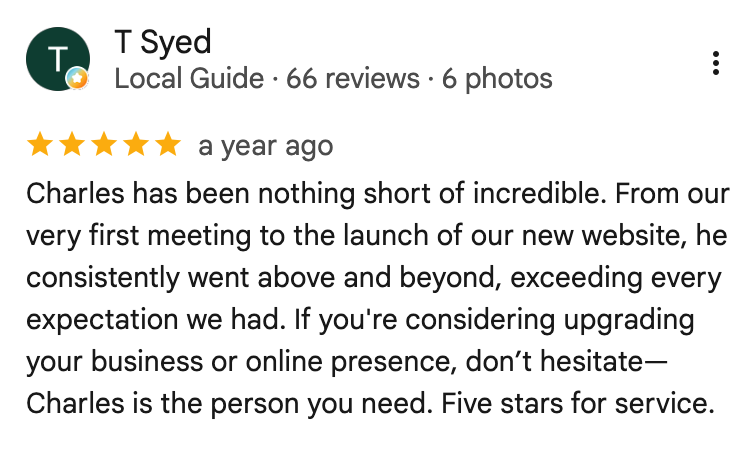 T
T Syed
Local Guide · 66 reviews · 6 photos
a year ago
Charles has been nothing short of incredible. From our
very first meeting to the launch of our new website, he
consistently went above and beyond, exceeding every
expectation we had. If you're considering upgrading
your business or online presence, don’t hesitate—
Charles is the person you need. Five stars for service.